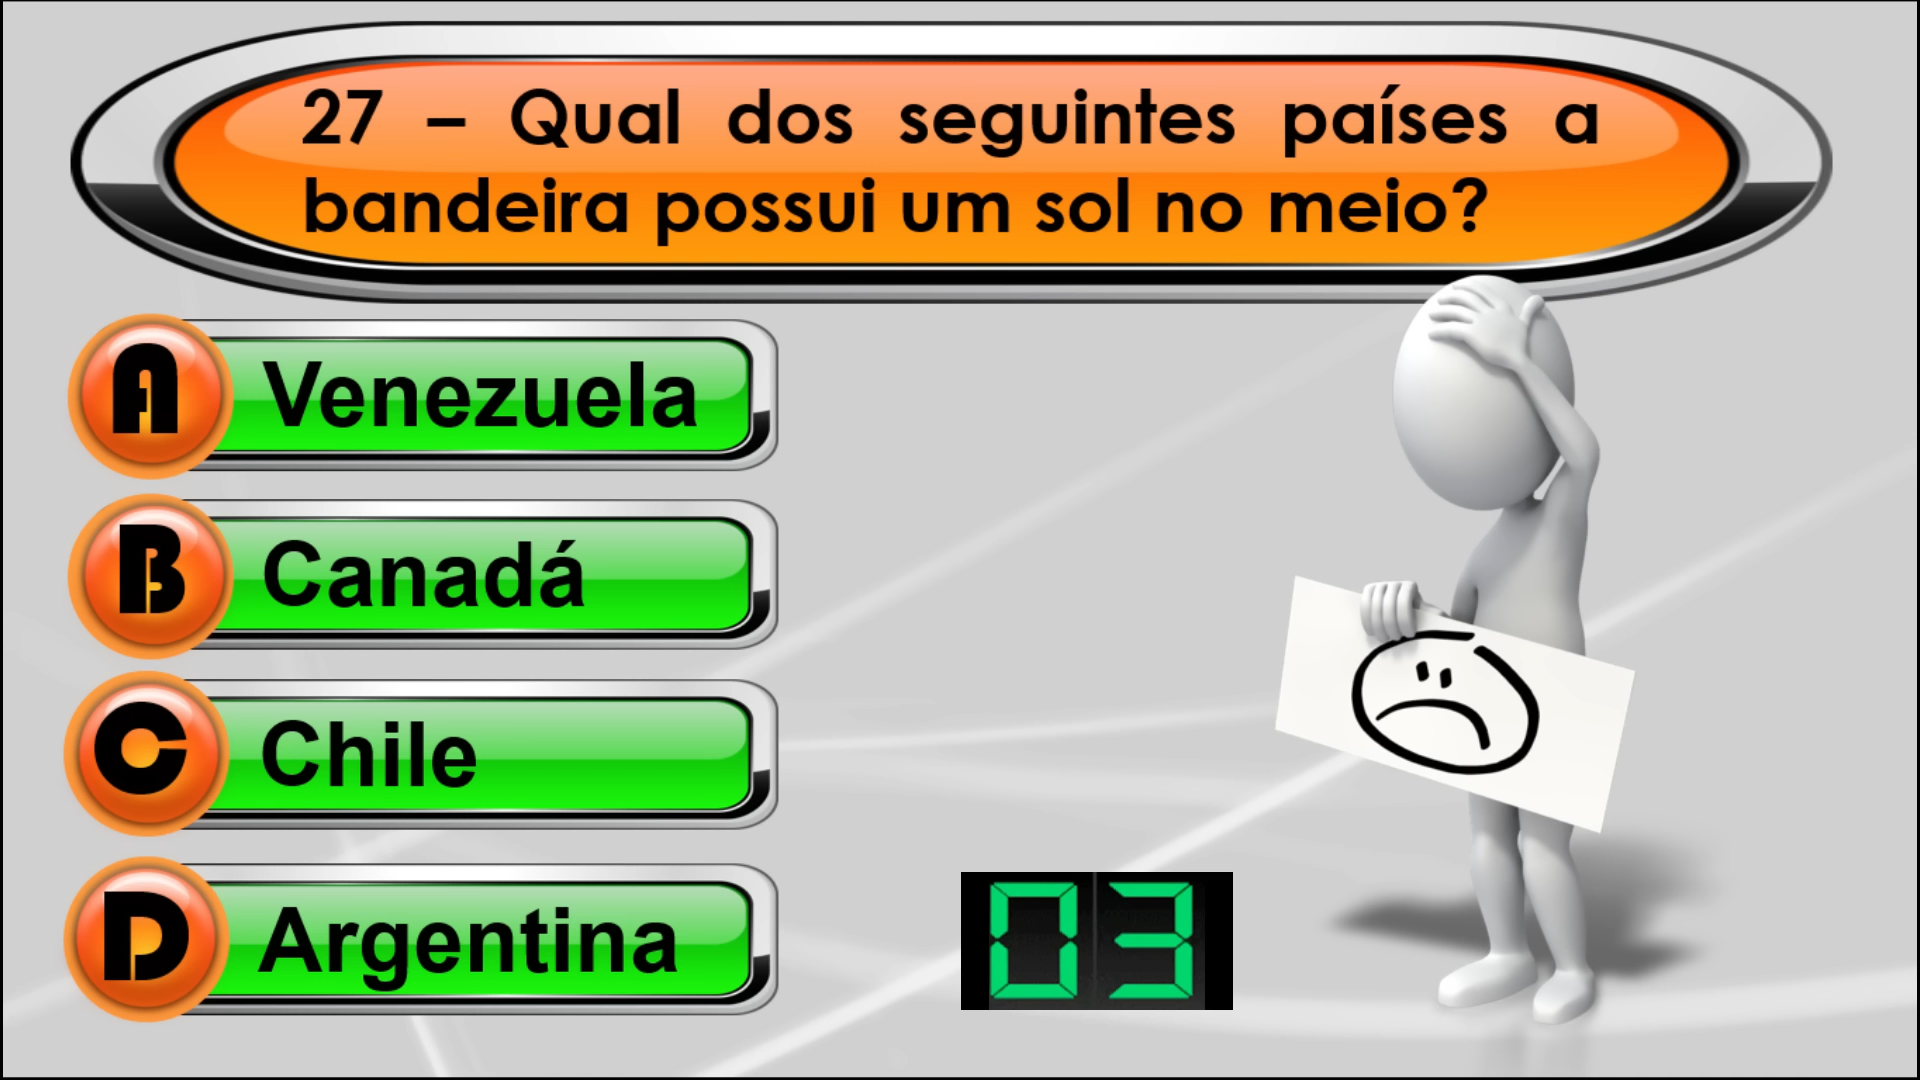 27 – Qual dos seguintes países a
bandeira possui um sol no meio?
A Venezuela
B Canadá
C Chile
D Argentina
03